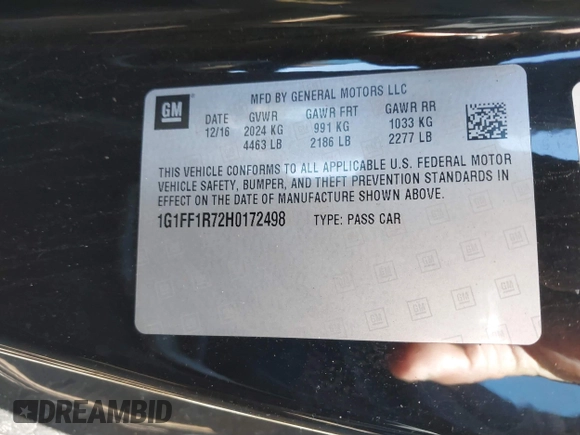 GM
MFD BY GENERAL MOTORS LLC
DATE GVWR GAWR FRT GAWR RR
12/16 2024 KG 991 KG 1033 KG
4463 LB 2186 LB 2277 LB
THIS VEHICLE CONFORMS TO ALL APPLICABLE U.S. FEDERAL MOTOR
VEHICLE SAFETY, BUMPER, AND THEFT PREVENTION STANDARDS IN
EFFECT ON THE DATE OF MANUFACTURE SHOWN ABOVE.
1G1FF1R72H0172498 TYPE: PASS CAR
DREAMBID